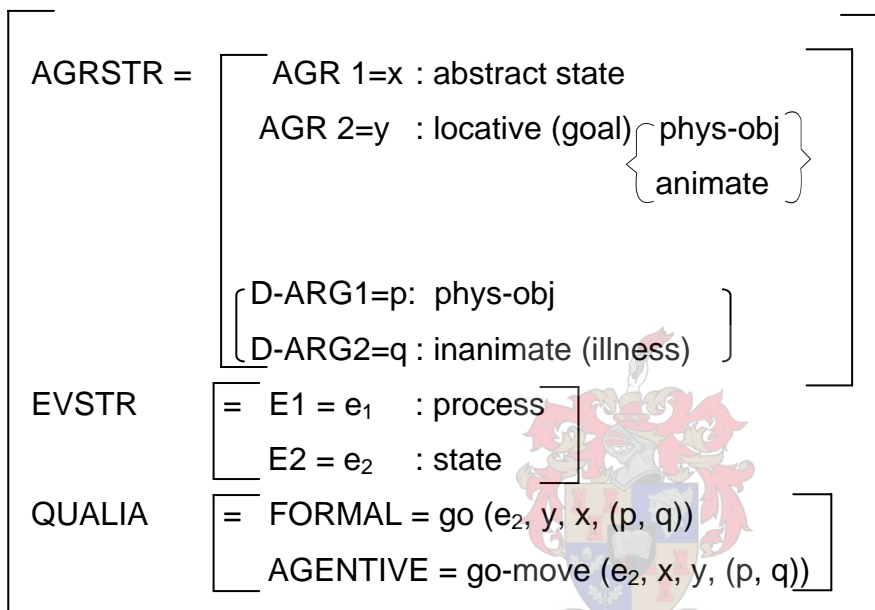 AGRSTR = AGR 1=x : abstract state
AGR 2=y : locative (goal) phys-obj
animate
D-ARG1=p: phys-obj
D-ARG2=q : inanimate (illness)
EVSTR = E1 = e₁ : process
E2 = e₂ : state
QUALIA = FORMAL = go (e₂, y, x, (p, q))
AGENTIVE = go-move (e₂, x, y, (p, q))